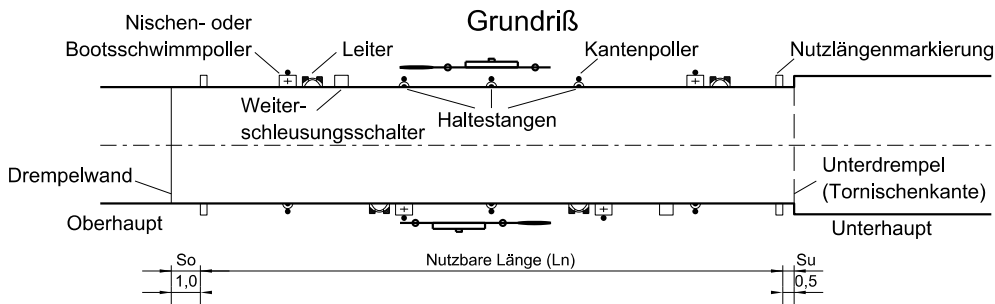 Grundriß
Nischen- oder
Bootsschwimmpoller
Leiter
Kantenpoller
Nutzlängenmarkierung
Weiter-
schleusungsschalter
Haltestangen
Drempelwand
Unterdrempel
(Tornischenkante)
Oberhaupt
Unterhaupt
So
Nutzbare Länge (Ln)
Su
1,0
0,5